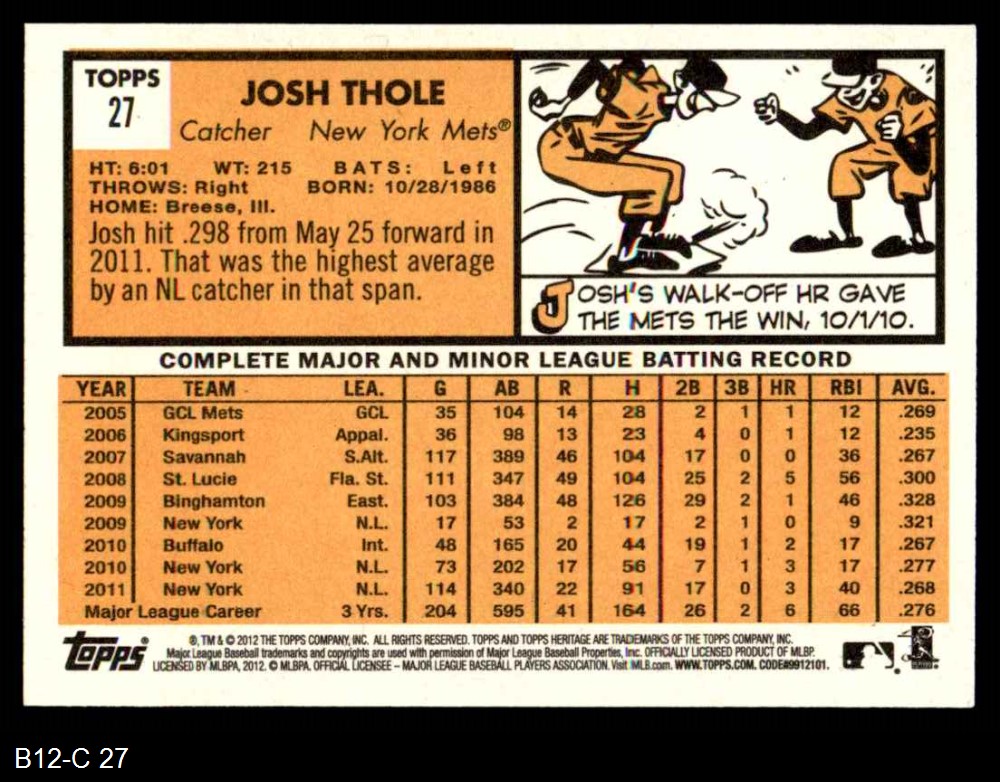 TOPPS
27
JOSH THOLE
Catcher New York Mets®
HT: 6:01 WT: 215 BATS: Left
THROWS: Right BORN: 10/28/1986
HOME: Breese, Ill.
Josh hit .298 from May 25 forward in
2011. That was the highest average
by an NL catcher in that span.
JOSH'S WALK-OFF HR GAVE
THE METS THE WIN, 10/1/10.
COMPLETE MAJOR AND MINOR LEAGUE BATTING RECORD
YEAR TEAM LEA. G AB R H 2B 3B HR RBI AVG.
2005 GCL Mets GCL 35 104 14 28 2 1 1 12 .269
2006 Kingsport Appal. 36 98 13 23 4 0 1 12 .235
2007 Savannah S.Alt. 117 389 46 104 17 0 0 36 .267
2008 St. Lucie Fla. St. 111 347 49 104 25 2 5 56 .300
2009 Binghamton East. 103 384 48 126 29 2 1 46 .328
2009 New York N.L. 17 53 2 17 2 1 0 9 .321
2010 Buffalo Int. 48 165 20 44 19 1 2 17 .267
2010 New York N.L. 73 202 17 56 7 1 3 17 .277
2011 New York N.L. 114 340 22 91 17 0 3 40 .268
Major League Career 3 Yrs. 204 595 41 164 26 2 6 66 .276
Topps®
®, TM & © 2012 THE TOPPS COMPANY, INC. ALL RIGHTS RESERVED. TOPPS AND TOPPS HERITAGE ARE TRADEMARKS OF THE TOPPS COMPANY, INC.
Major League Baseball trademarks and copyrights are used with permission of Major League Baseball Properties, Inc. OFFICIALLY LICENSED PRODUCT OF MLBP.
LICENSED BY MLBPA, 2012. © MLBPA. OFFICIAL LICENSEE – MAJOR LEAGUE BASEBALL PLAYERS ASSOCIATION. Visit MLB.com. WWW.TOPPS.COM. CODE#9912101.
B12-C 27